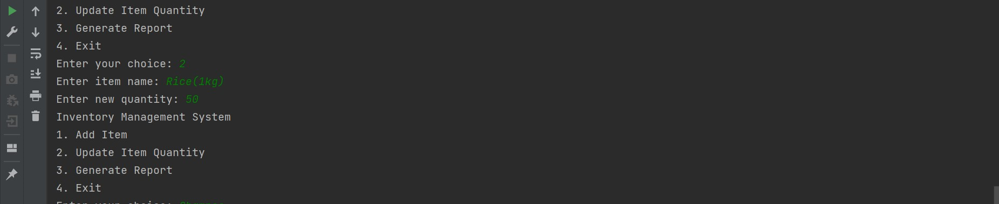 2. Update Item Quantity
3. Generate Report
4. Exit
Enter your choice: 2
Enter item name: Rice(1kg)
Enter new quantity: 50
Inventory Management System
1. Add Item
2. Update Item Quantity
3. Generate Report
4. Exit
Enter your choice: